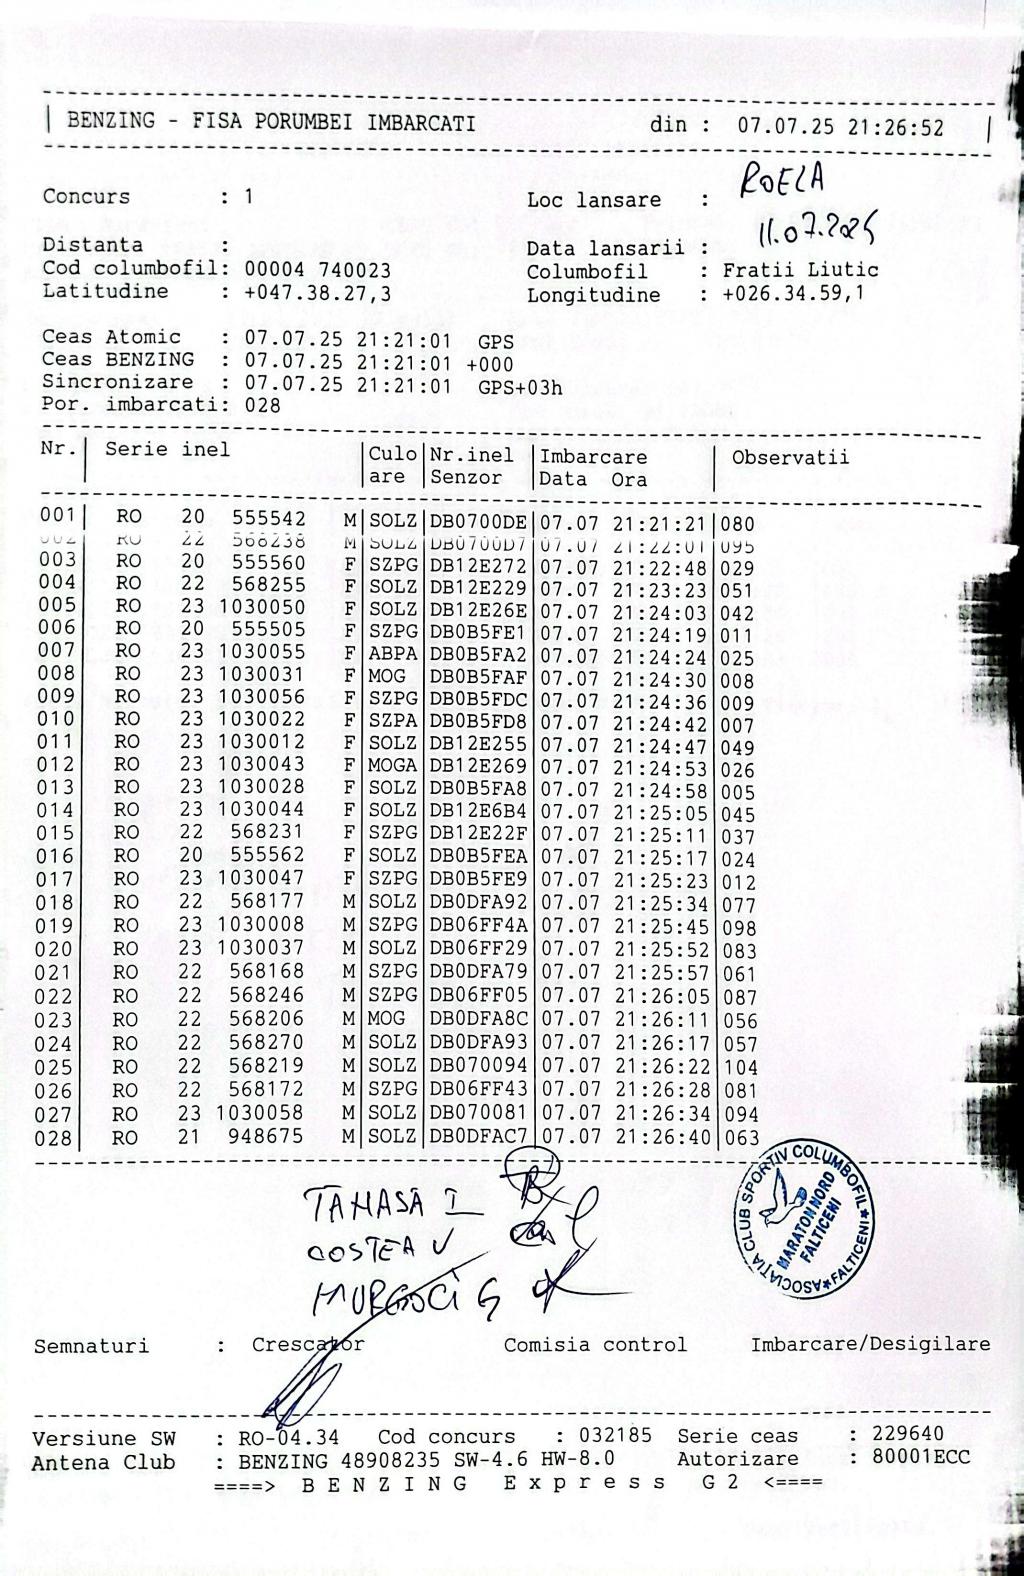 BENZING - FISA PORUMBEI IMBARCATI din : 07.07.25 21:26:52
Concurs : 1 Loc lansare : ROELA
Distanta : Data lansarii : 11.07.2025
Cod columbofil: 00004 740023 Columbofil : Fratii Liutic
Latitudine : +047.38.27,3 Longitudine : +026.34.59,1
Ceas Atomic : 07.07.25 21:21:01 GPS
Ceas BENZING : 07.07.25 21:21:01 +000
Sincronizare : 07.07.25 21:21:01 GPS+03h
Por. imbarcati: 028
Nr. Serie inel Culo Nr.inel Imbarcare Observatii
are Senzor Data Ora
001 RO 20 555542 M SOLZ DB0700DE 07.07 21:21:21 080
002 RO 22 568238 M SOLZ DB0700D7 07.07 21:22:01 095
003 RO 20 555560 F SZPG DB12E272 07.07 21:22:48 029
004 RO 22 568255 F SOLZ DB12E229 07.07 21:23:23 051
005 RO 23 1030050 F SOLZ DB12E26E 07.07 21:24:03 042
006 RO 20 555505 F SZPG DB0B5FE1 07.07 21:24:19 011
007 RO 23 1030055 F ABPA DB0B5FA2 07.07 21:24:24 025
008 RO 23 1030031 F MOG DB0B5FAF 07.07 21:24:30 008
009 RO 23 1030056 F SZPG DB0B5FDC 07.07 21:24:36 009
010 RO 23 1030022 F SZPA DB0B5FD8 07.07 21:24:42 007
011 RO 23 1030012 F SOLZ DB12E255 07.07 21:24:47 049
012 RO 23 1030043 F MOGA DB12E269 07.07 21:24:53 026
013 RO 23 1030028 F SOLZ DB0B5FA8 07.07 21:24:58 005
014 RO 23 1030044 F SOLZ DB12E6B4 07.07 21:25:05 045
015 RO 22 568231 F SZPG DB12E22F 07.07 21:25:11 037
016 RO 20 555562 F SOLZ DB0B5FEA 07.07 21:25:17 024
017 RO 23 1030047 F SZPG DB0B5FE9 07.07 21:25:23 012
018 RO 22 568177 M SOLZ DB0DFA92 07.07 21:25:34 077
019 RO 23 1030008 M SZPG DB06FF4A 07.07 21:25:45 098
020 RO 23 1030037 M SOLZ DB06FF29 07.07 21:25:52 083
021 RO 22 568168 M SZPG DB0DFA79 07.07 21:25:57 061
022 RO 22 568246 M SZPG DB06FF05 07.07 21:26:05 087
023 RO 22 568206 M MOG DB0DFA8C 07.07 21:26:11 056
024 RO 22 568270 M SOLZ DB0DFA93 07.07 21:26:17 057
025 RO 22 568219 M SOLZ DB070094 07.07 21:26:22 104
026 RO 22 568172 M SZPG DB06FF43 07.07 21:26:28 081
027 RO 23 1030058 M SOLZ DB070081 07.07 21:26:34 094
028 RO 21 948675 M SOLZ DB0DFAC7 07.07 21:26:40 063
TANASA I
COSTEA V
MURGOCI G
ASOCIAŢIA CLUB SPORTIV COLUMBOFIL
MARATON NORD
FALTICENI
★FALTICENI★
Semnaturi : Crescator Comisia control Imbarcare/Desigilare
Versiune SW : RO-04.34 Cod concurs : 032185 Serie ceas : 229640
Antena Club : BENZING 48908235 SW-4.6 HW-8.0 Autorizare : 80001ECC
====> B E N Z I N G E x p r e s s G 2 <====